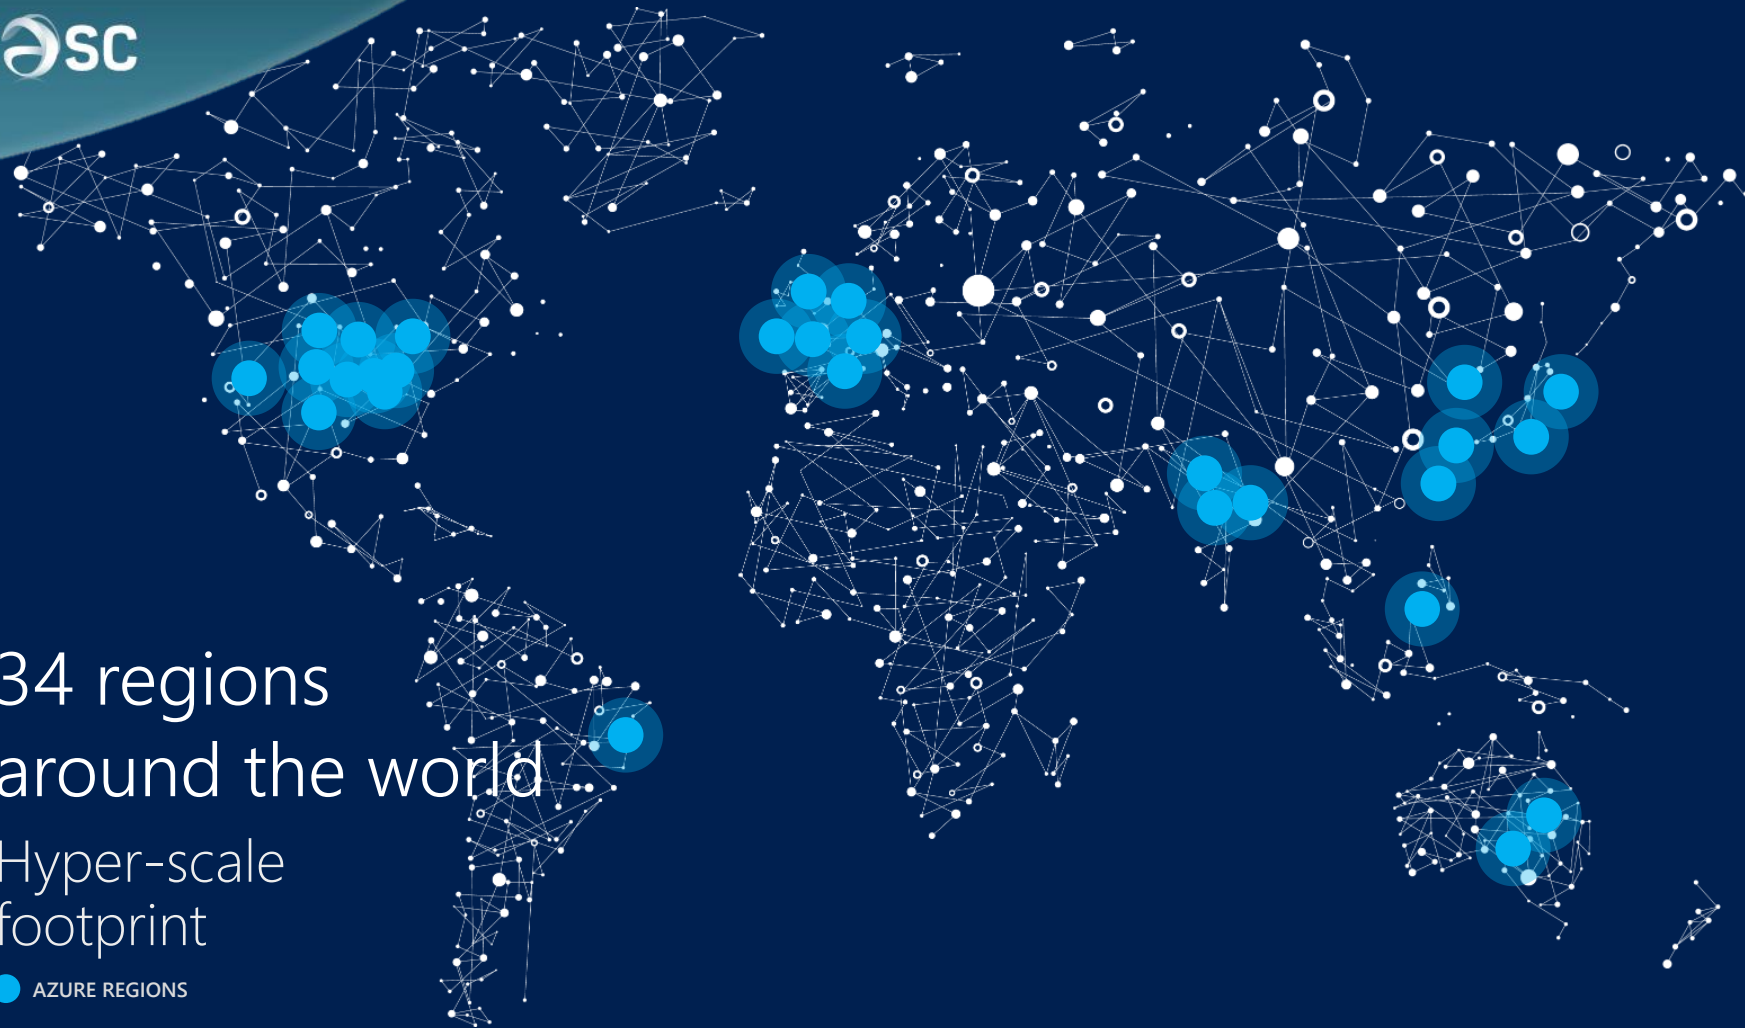 SC
34 regions
around the world
Hyper-scale
footprint
AZURE REGIONS